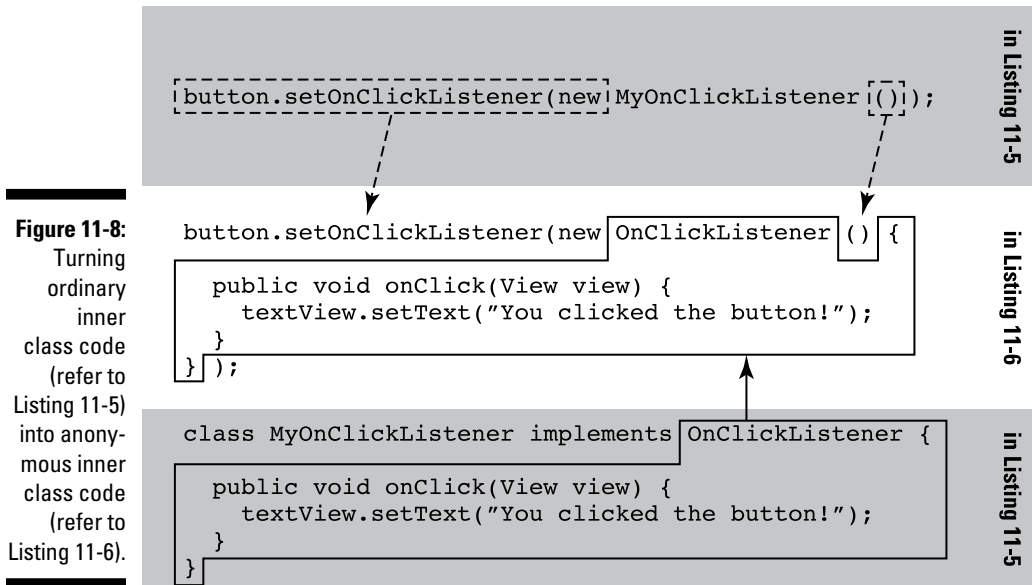 button.setOnClickListener(new MyOnClickListener ());
in Listing 11-5
Figure 11-8:
Turning
ordinary
inner
class code
(refer to
Listing 11-5)
into anony-
mous inner
class code
(refer to
Listing 11-6).
button.setOnClickListener(new OnClickListener () {
public void onClick(View view) {
textView.setText("You clicked the button!");
}
} );
in Listing 11-6
class MyOnClickListener implements OnClickListener {
public void onClick(View view) {
textView.setText("You clicked the button!");
}
}
in Listing 11-5